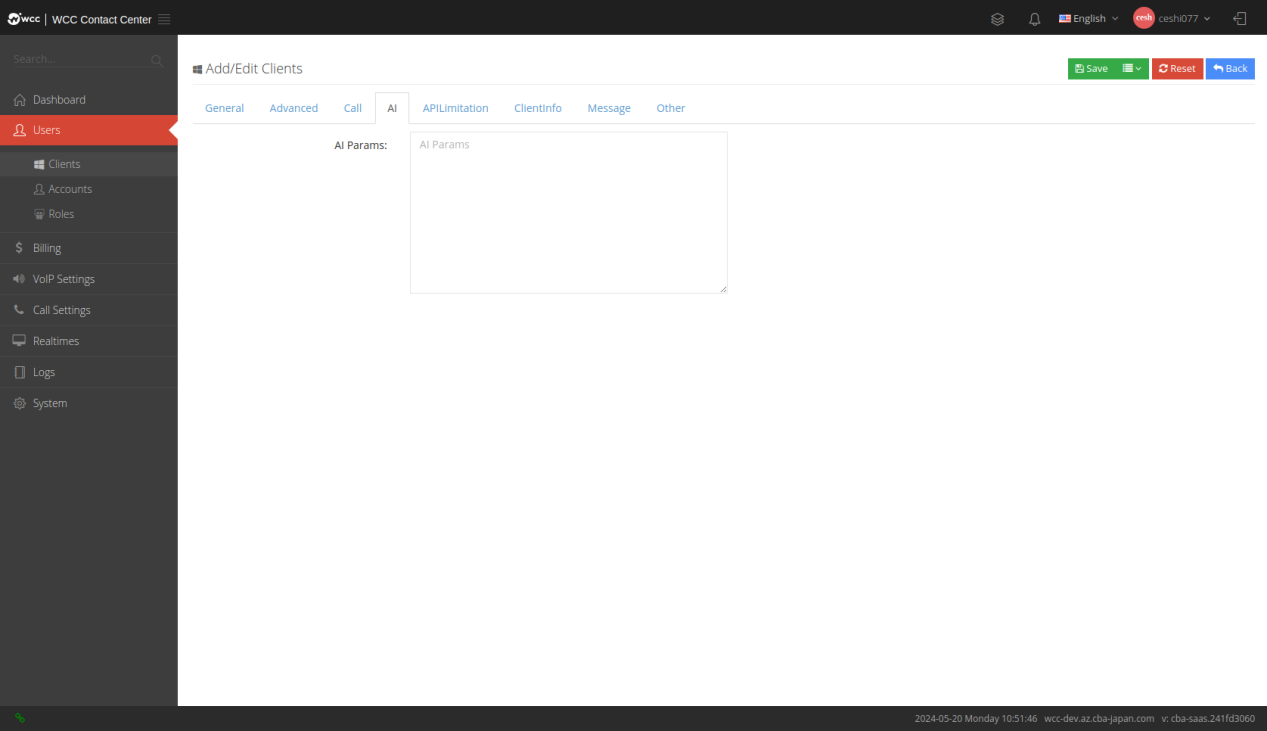 wcc | WCC Contact Center
English
cesh
ceshi077
Search...
Dashboard
Users
Clients
Accounts
Roles
Billing
VoIP Settings
Call Settings
Realtimes
Logs
System
Add/Edit Clients
Save
Reset
Back
General
Advanced
Call
AI
APILimitation
ClientInfo
Message
Other
AI Params:
AI Params
2024-05-20 Monday 10:51:46 wcc-dev.az.cba-japan.com v: cba-saas.241fd3060